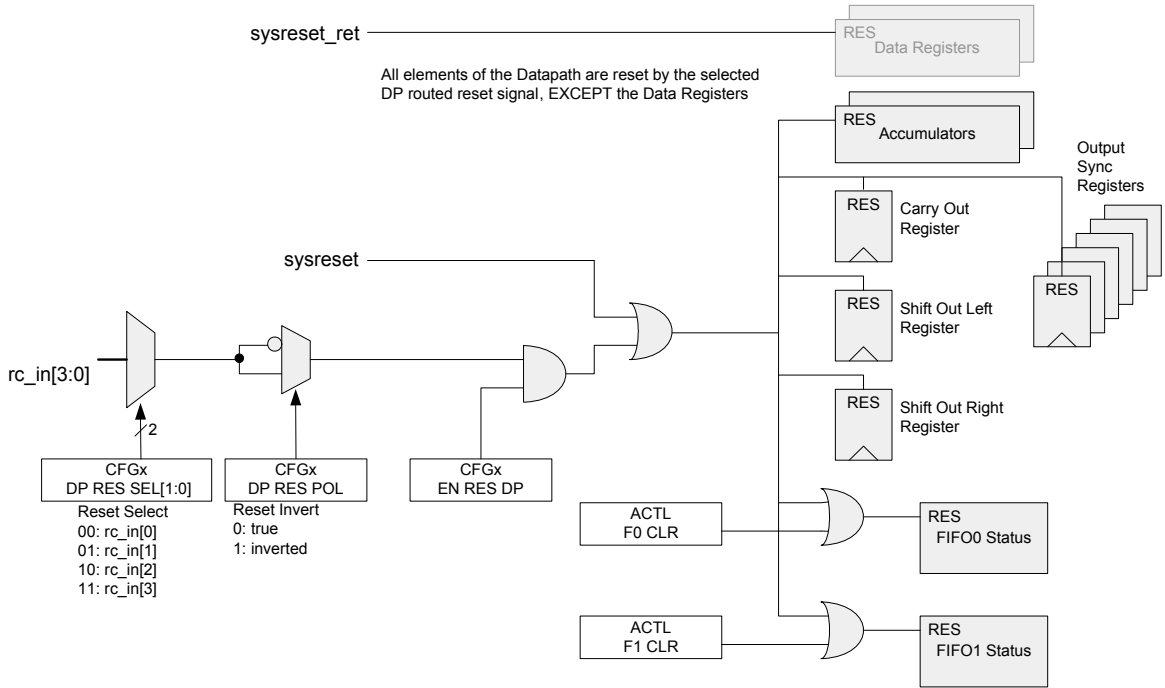 sysreset_ret
RES
Data Registers
All elements of the Datapath are reset by the selected
DP routed reset signal, EXCEPT the Data Registers
RES
Accumulators
Output
Sync
Registers
RES
Carry Out
Register
sysreset
RES
RES
Shift Out Left
Register
rc_in[3:0]
RES
Shift Out Right
Register
2
CFGx
DP RES SEL[1:0]
CFGx
DP RES POL
CFGx
EN RES DP
Reset Select
00: rc_in[0]
01: rc_in[1]
10: rc_in[2]
11: rc_in[3]
Reset Invert
0: true
1: inverted
ACTL
F0 CLR
RES
FIFO0 Status
ACTL
F1 CLR
RES
FIFO1 Status